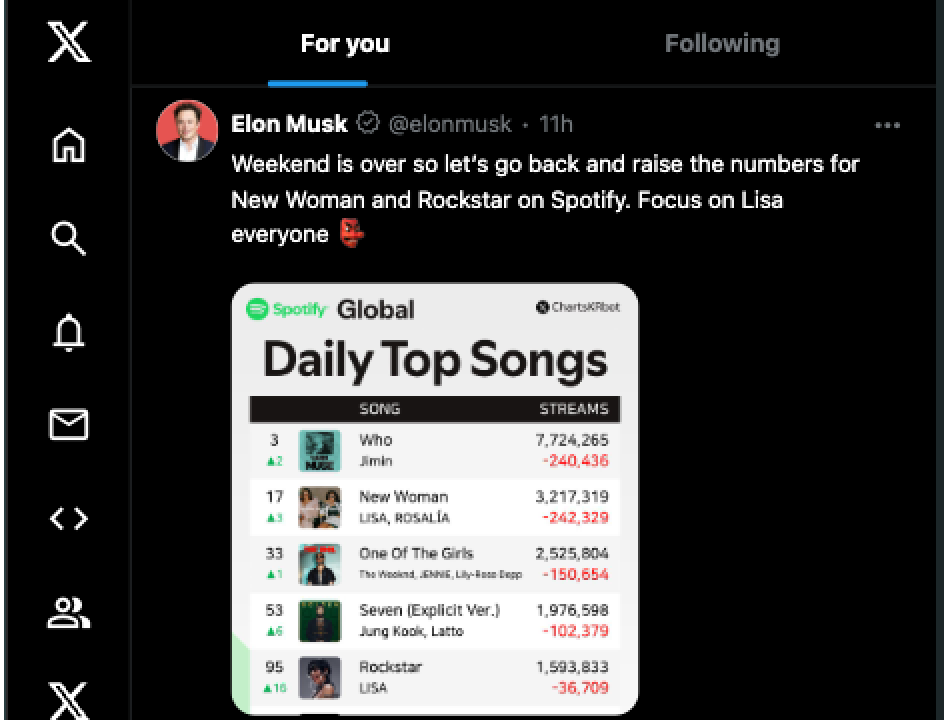 For you
Following
Elon Musk @elonmusk · 11h
Weekend is over so let's go back and raise the numbers for
New Woman and Rockstar on Spotify. Focus on Lisa
everyone
Spotify Global
ChartsKRbot
Daily Top Songs
SONG STREAMS
3 Who 7,724,265
▲2 Jimin -240,436
17 New Woman 3,217,319
▲3 LISA, ROSALÍA -242,329
33 One Of The Girls 2,525,804
▲1 The Weeknd, JENNIE, Lily-Rose Depp -150,654
53 Seven (Explicit Ver.) 1,976,598
▲6 Jung Kook, Latto -102,379
95 Rockstar 1,593,833
▲16 LISA -36,709